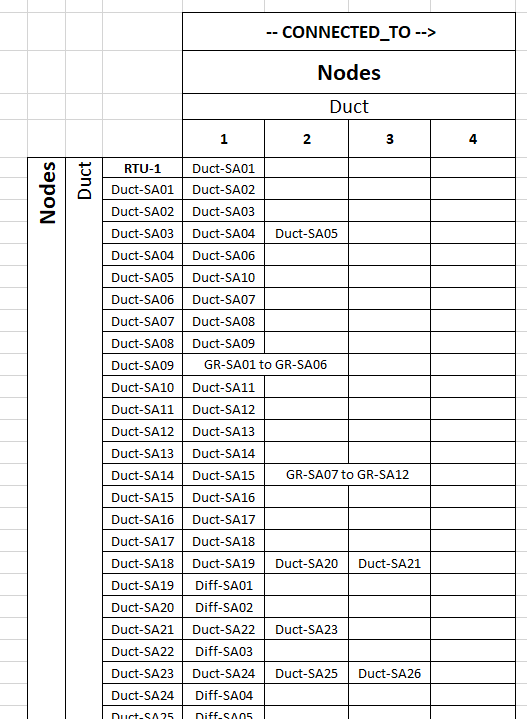 -- CONNECTED_TO -->
Nodes
Duct
1 2 3 4
Nodes Duct RTU-1 Duct-SA01
Duct-SA01 Duct-SA02
Duct-SA02 Duct-SA03
Duct-SA03 Duct-SA04 Duct-SA05
Duct-SA04 Duct-SA06
Duct-SA05 Duct-SA10
Duct-SA06 Duct-SA07
Duct-SA07 Duct-SA08
Duct-SA08 Duct-SA09
Duct-SA09 GR-SA01 to GR-SA06
Duct-SA10 Duct-SA11
Duct-SA11 Duct-SA12
Duct-SA12 Duct-SA13
Duct-SA13 Duct-SA14
Duct-SA14 Duct-SA15 GR-SA07 to GR-SA12
Duct-SA15 Duct-SA16
Duct-SA16 Duct-SA17
Duct-SA17 Duct-SA18
Duct-SA18 Duct-SA19 Duct-SA20 Duct-SA21
Duct-SA19 Diff-SA01
Duct-SA20 Diff-SA02
Duct-SA21 Duct-SA22 Duct-SA23
Duct-SA22 Diff-SA03
Duct-SA23 Duct-SA24 Duct-SA25 Duct-SA26
Duct-SA24 Diff-SA04
Duct-SA25 Diff-SA05